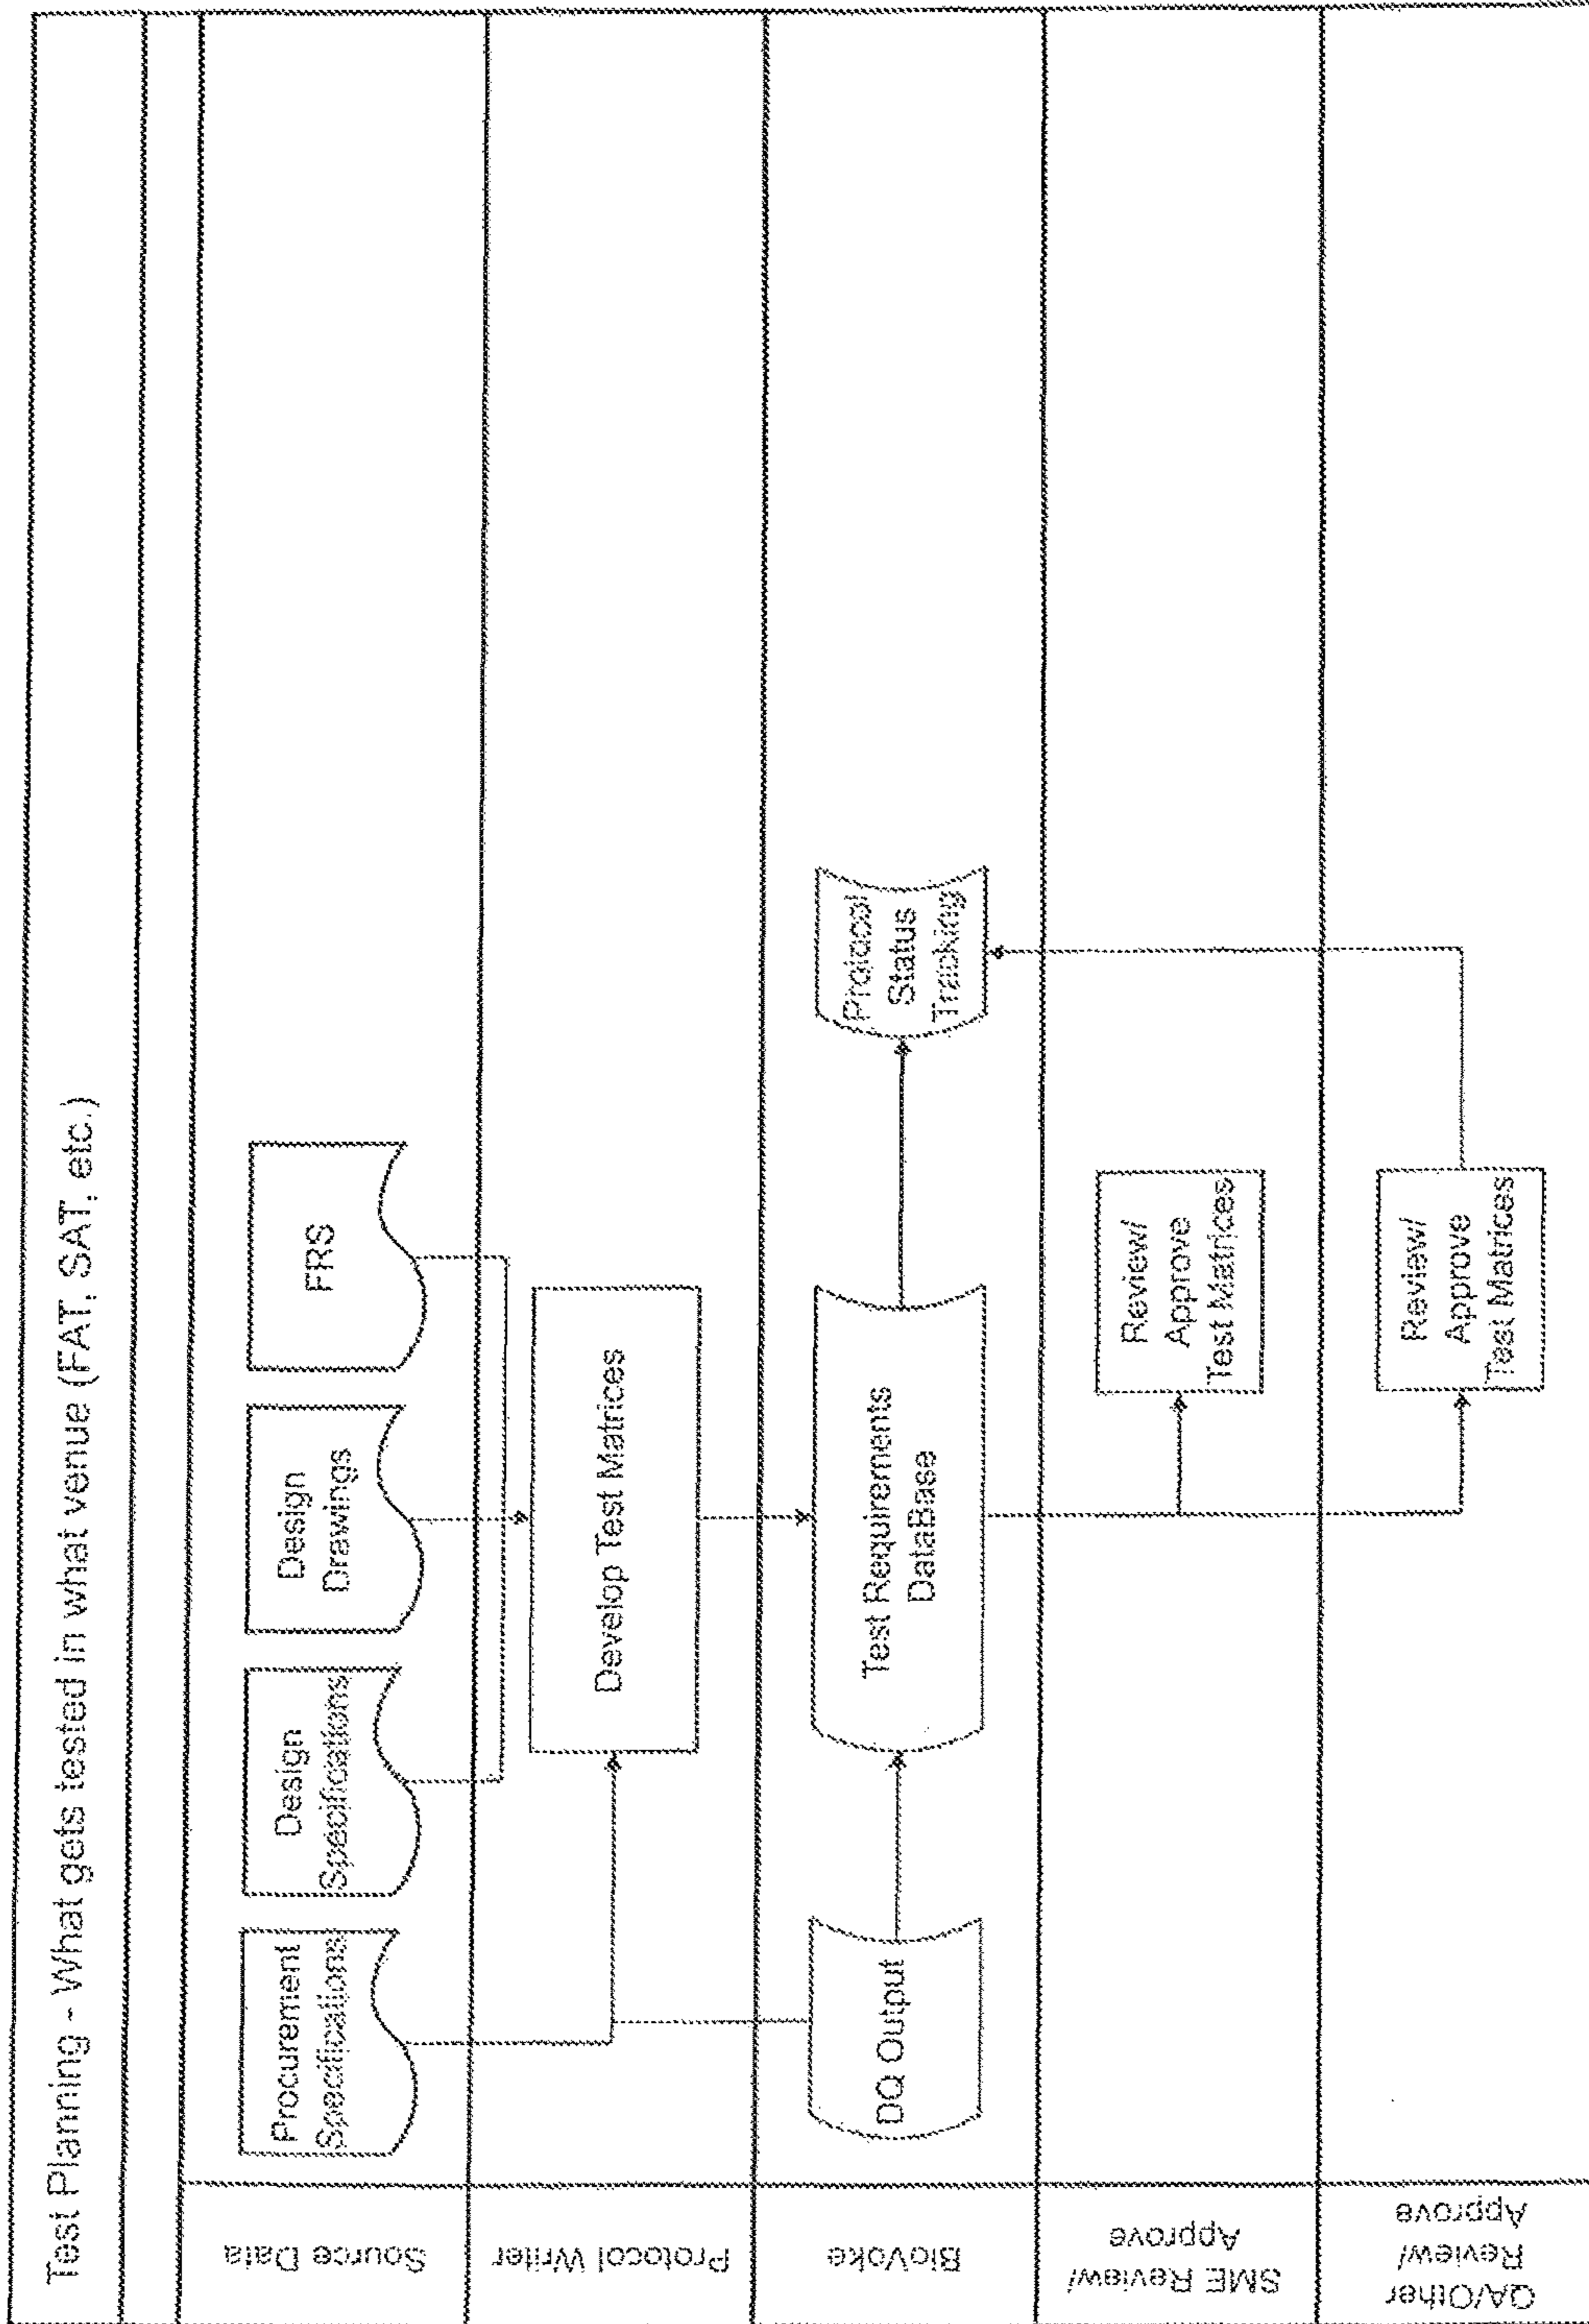 Test Planning - What gets tested in what venue (FAT, SAT, etc.)
Source Data
Procurement
Specifications
Design
Specifications
Design
Drawings
FRS
Protocol Writer
Develop Test Matrices
BioVoke
DQ Output
Test Requirements
DataBase
Protocol
Status
Tracking
SME Review/
Approve
Review/
Approve
Test Matrices
QA/Other
Review/
Approve
Review/
Approve
Test Matrices